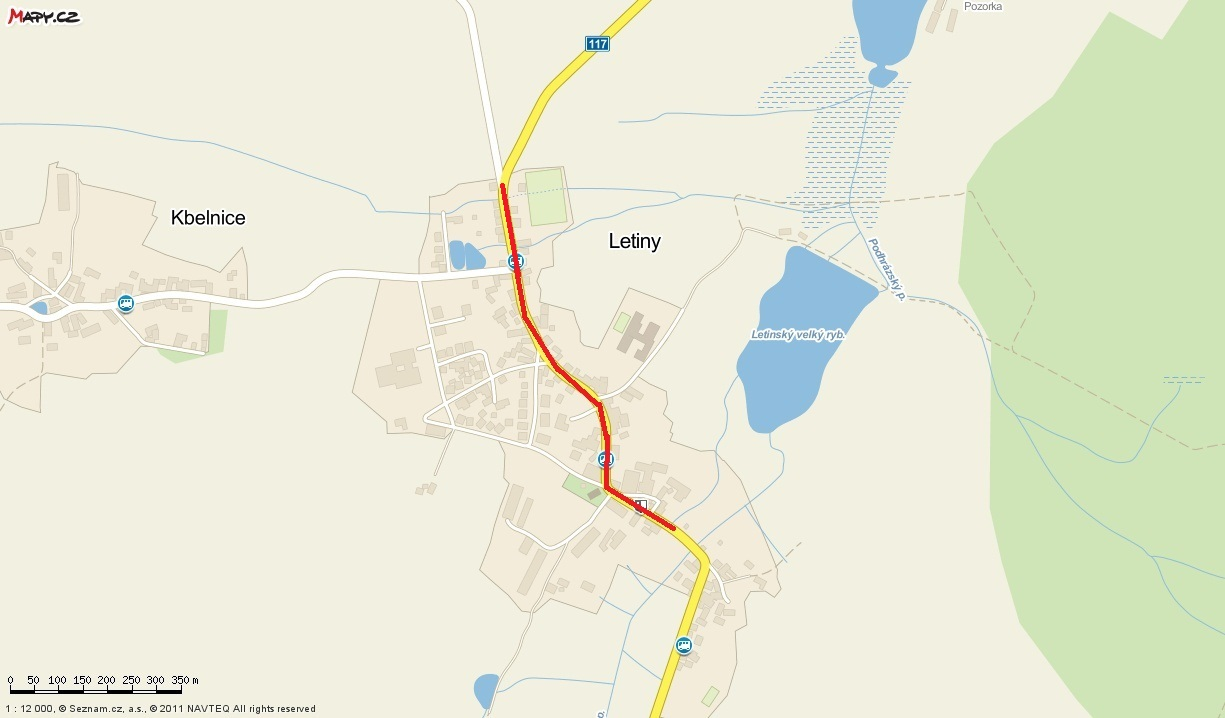 Mapy.cz
Pozorka
117
Kbelnice
Letiny
Podhrázský p.
Letinský velký ryb.
0 50 100 150 200 250 300 350 m
1 : 12 000, © Seznam.cz, a.s., © 2011 NAVTEQ All rights reserved
p.